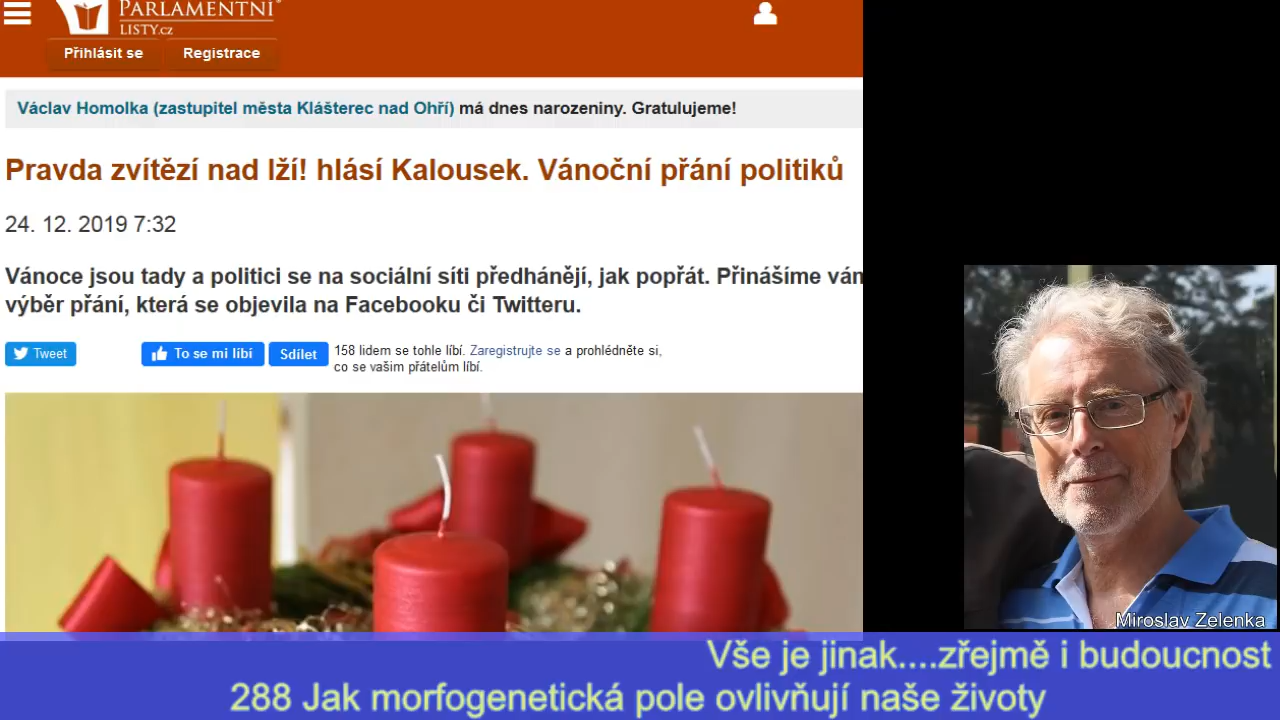 PARLAMENTNÍ
LISTY.cz
Přihlásit se
Registrace
Václav Homolka (zastupitel města Klášterec nad Ohří) má dnes narozeniny. Gratulujeme!
Pravda zvítězí nad lží! hlásí Kalousek. Vánoční přání politiků
24. 12. 2019 7:32
Vánoce jsou tady a politici se na sociální síti předhánějí, jak popřát. Přinášíme vám
výběr přání, která se objevila na Facebooku či Twitteru.
Tweet
To se mi líbí
Sdílet
158 lidem se tohle líbí. Zaregistrujte se a prohlédněte si,
co se vašim přátelům líbí.
Miroslav Zelenka
Vše je jinak....zřejmě i budoucnost
288 Jak morfogenetická pole ovlivňují naše životy